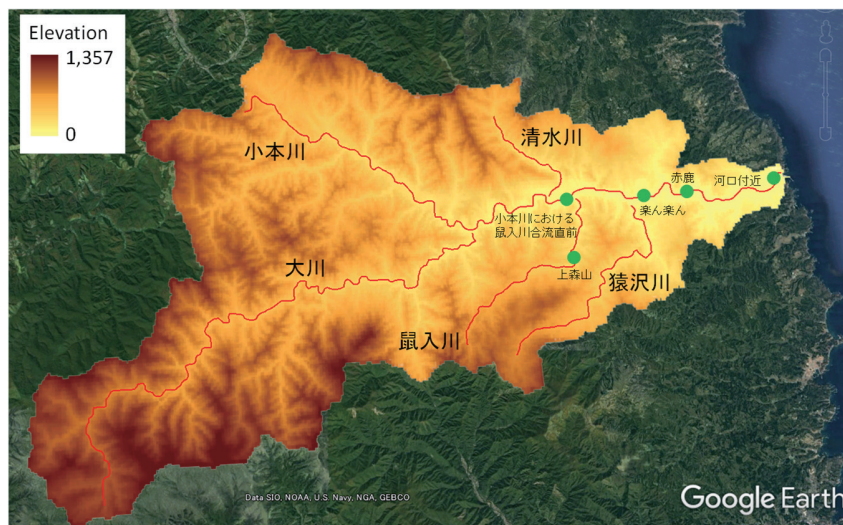 Elevation
1,357
0
小本川
清水川
赤鹿
河口付近
小本川における
鼠入川合流直前
楽ん楽ん
大川
上森山
猿沢川
鼠入川
Data SIO, NOAA, U.S. Navy, NGA, GEBCO
Google Earth